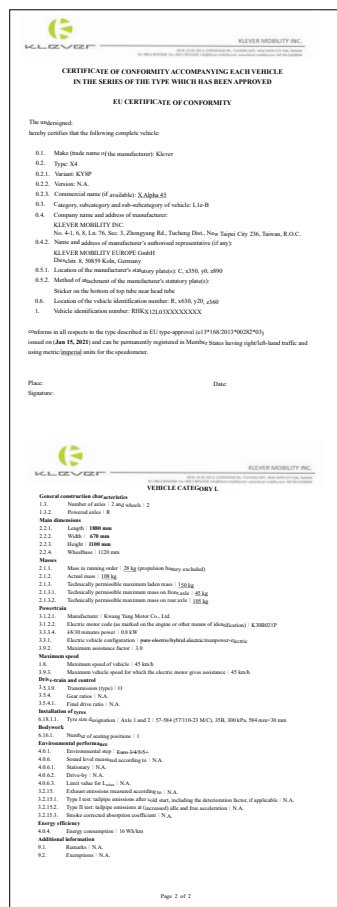 KLEVER
KLEVER MOBILITY INC.
CERTIFICATE OF CONFORMITY ACCOMPANYING EACH VEHICLE
IN THE SERIES OF THE TYPE WHICH HAS BEEN APPROVED
EU CERTIFICATE OF CONFORMITY
The undersigned:
hereby certifies that the following complete vehicle:
0.1. Make (trade name of the manufacturer): Klever
0.2. Type: X4
0.2.1. Variant: KY8P
0.2.2. Version: N.A.
0.2.3. Commercial name (if available): X Alpha 45
0.3. Category, subcategory and sub-subcategory of vehicle: L1e-B
0.4. Company name and address of manufacturer:
KLEVER MOBILITY INC.
No. 4-1, 6, 8, Ln. 76, Sec. 3, Zhongyang Rd., Tucheng Dist., New Taipei City 236, Taiwan, R.O.C.
0.4.2. Name and address of manufacturer's authorised representative (if any):
KLEVER MOBILITY EUROPE GmbH
Dieselstr. 8, 50859 Koln, Germany
0.5.1. Location of the manufacturer's statutory plate(s): C, x350, y0, z890
0.5.2. Method of attachment of the manufacturer's statutory plate(s):
Sticker on the bottom of top tube near head tube
0.6. Location of the vehicle identification number: R, x630, y20, z360
1. Vehicle identification number: RHKX12L03XXXXXXXX
conforms in all respects to the type described in EU type-approval (e13*168/2013*00282*03)
issued on (Jan 15, 2021) and can be permanently registered in Member States having right/left-hand traffic and
using metric/imperial units for the speedometer.
Place: Date:
Signature:
KLEVER
KLEVER MOBILITY INC.
VEHICLE CATEGORY L
General construction characteristics
1.3. Number of axles : 2 and wheels : 2
1.3.2. Powered axles : R
Main dimensions
2.2.1. Length : 1880 mm
2.2.2. Width : 670 mm
2.2.3. Height : 1100 mm
2.2.4. Wheelbase : 1120 mm
Masses
2.1.1. Mass in running order : 28 kg (propulsion battery excluded)
2.1.2. Actual mass : 108 kg
2.1.3. Technically permissible maximum laden mass : 150 kg
2.1.3.1. Technically permissible maximum mass on front axle : 45 kg
2.1.3.2. Technically permissible maximum mass on rear axle : 105 kg
Powertrain
3.1.2.1. Manufacturer : Kwang Yang Motor Co., Ltd.
3.1.2.2. Electric motor code (as marked on the engine or other means of identification) : K30B021P
3.3.3.4. 15/30 minutes power : 0.8 kW
3.3.1. Electric vehicle configuration : pure electric/hybrid electric/manpower-electric
3.9.2. Maximum assistance factor : 3.0
Maximum speed
1.8. Maximum speed of vehicle : 45 km/h
3.9.3. Maximum vehicle speed for which the electric motor gives assistance : 45 km/h
Drive-train and control
3.5.3.9. Transmission (type) : O
3.5.4. Gear ratios : N.A.
3.5.4.1. Final drive ratio : N.A.
Installation of tyres
6.18.1.1. Tyre size designation : Axle 1 and 2 : 57-584 (57/110-23 M/C), 35B, 300 kPa, 584 mm×30 mm
Bodywork
6.16.1. Number of seating positions : 1
Environmental performance
4.0.1. Environmental step : Euro 3/4/5/5+
4.0.6. Sound level measured according to : N.A.
4.0.6.1. Stationary : N.A.
4.0.6.2. Drive-by : N.A.
4.0.6.3. Limit value for Lurban : N.A.
3.2.15. Exhaust emissions measured according to : N.A.
3.2.15.1. Type I test: tailpipe emissions after cold start, including the deterioration factor, if applicable : N.A.
3.2.15.2. Type II test: tailpipe emissions at (increased) idle and free acceleration : N.A.
3.2.15.3. Smoke corrected absorption coefficient : N.A.
Energy efficiency
4.0.4. Energy consumption : 16 Wh/km
Additional information
9.1. Remarks : N.A.
9.2. Exemptions : N.A.
Page 2 of 2